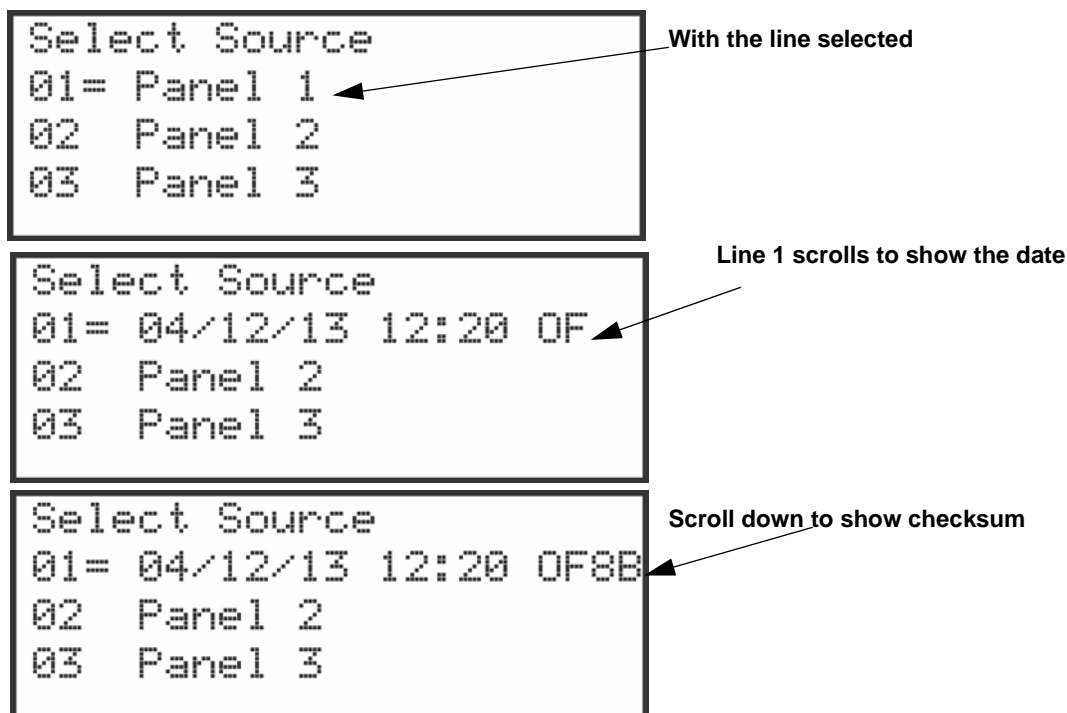 Select Source
With the line selected
01= Panel 1
02 Panel 2
03 Panel 3
Line 1 scrolls to show the date
Select Source
01= 04/12/13 12:20 OF
02 Panel 2
03 Panel 3
Select Source
Scroll down to show checksum
01= 04/12/13 12:20 OF8B
02 Panel 2
03 Panel 3